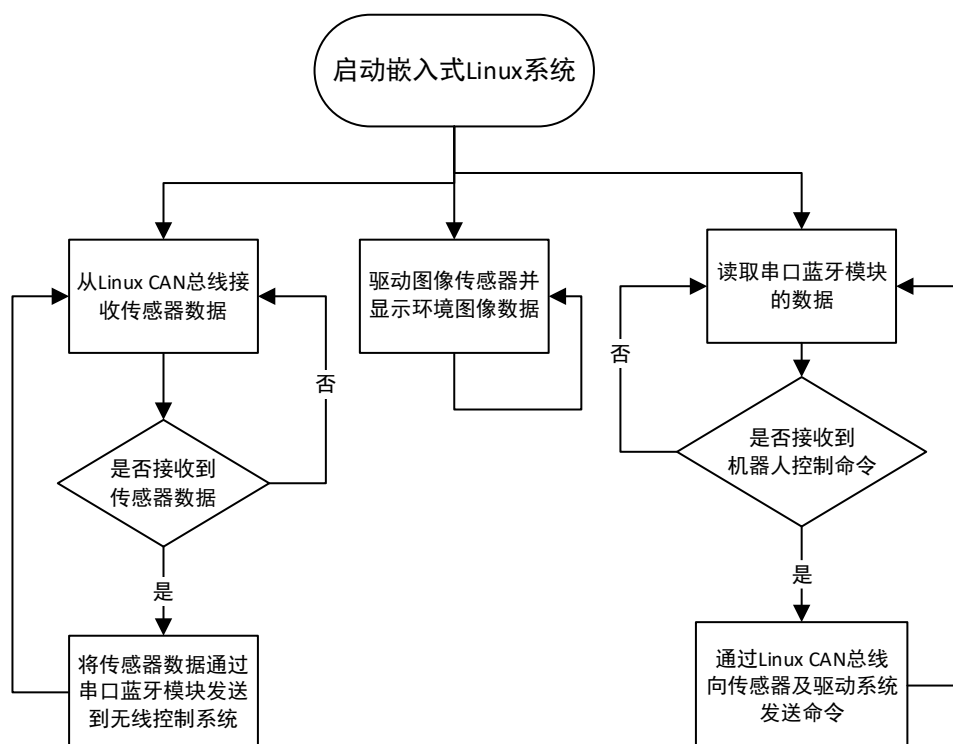 启动嵌入式Linux系统
从Linux CAN总线接
收传感器数据
驱动图像传感器并
显示环境图像数据
读取串口蓝牙模块
的数据
否
否
是否接收到
传感器数据
是否接收到
机器人控制命令
是
是
将传感器数据通过
串口蓝牙模块发送
到无线控制系统
通过Linux CAN总线
向传感器及驱动系统
发送命令